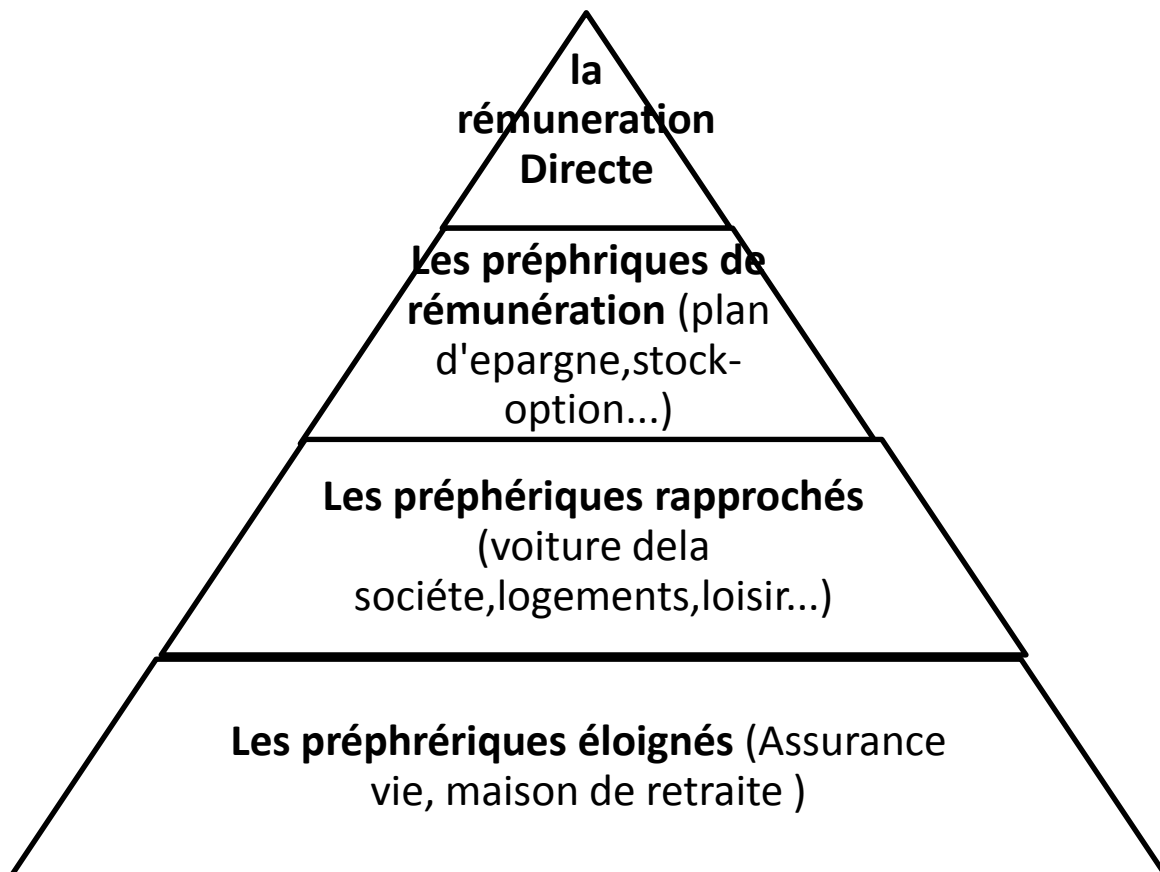 la
rémuneration
Directe
Les préphriques de
rémunération (plan
d'epargne,stock-
option...)
Les préphériques rapprochés
(voiture dela
sociéte,logements,loisir...)
Les préphrériques éloignés (Assurance
vie, maison de retraite )